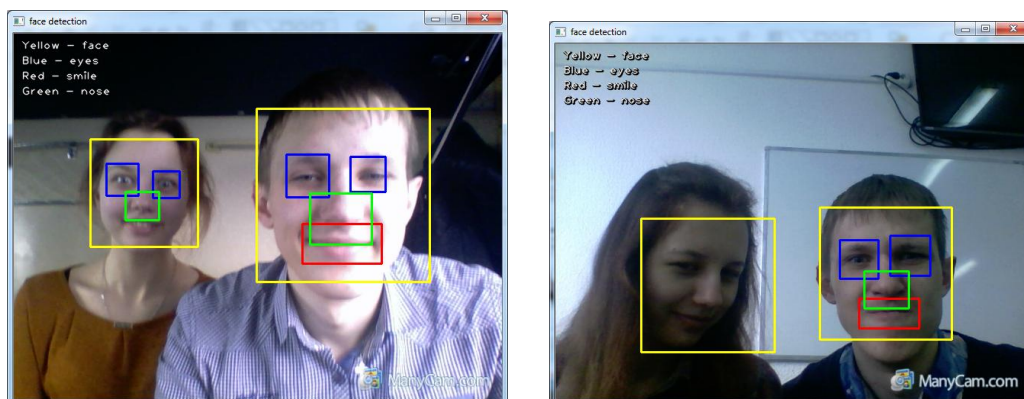 face detection
Yellow – face
Blue – eyes
Red – smile
Green – nose
ManyCam.com
face detection
Yellow – face
Blue – eyes
Red – smile
Green – nose
ManyCam.com